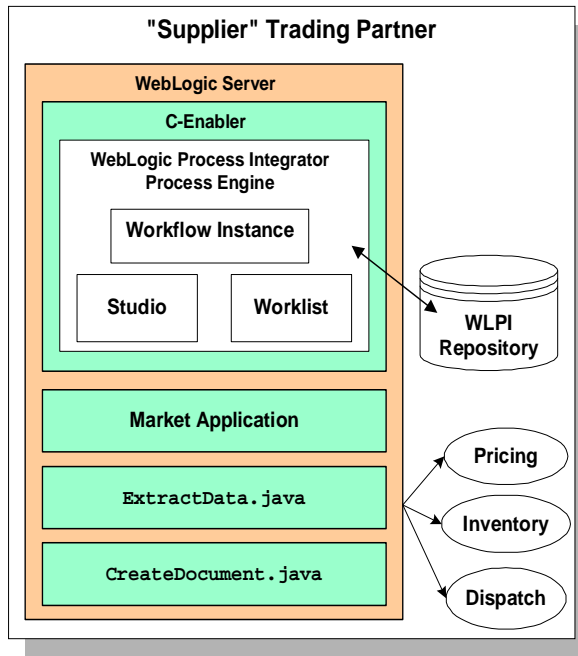 "Supplier" Trading Partner
WebLogic Server
C-Enabler
WebLogic Process Integrator
Process Engine
Workflow Instance
Studio
Worklist
WLPI
Repository
Market Application
ExtractData.java
CreateDocument.java
Pricing
Inventory
Dispatch